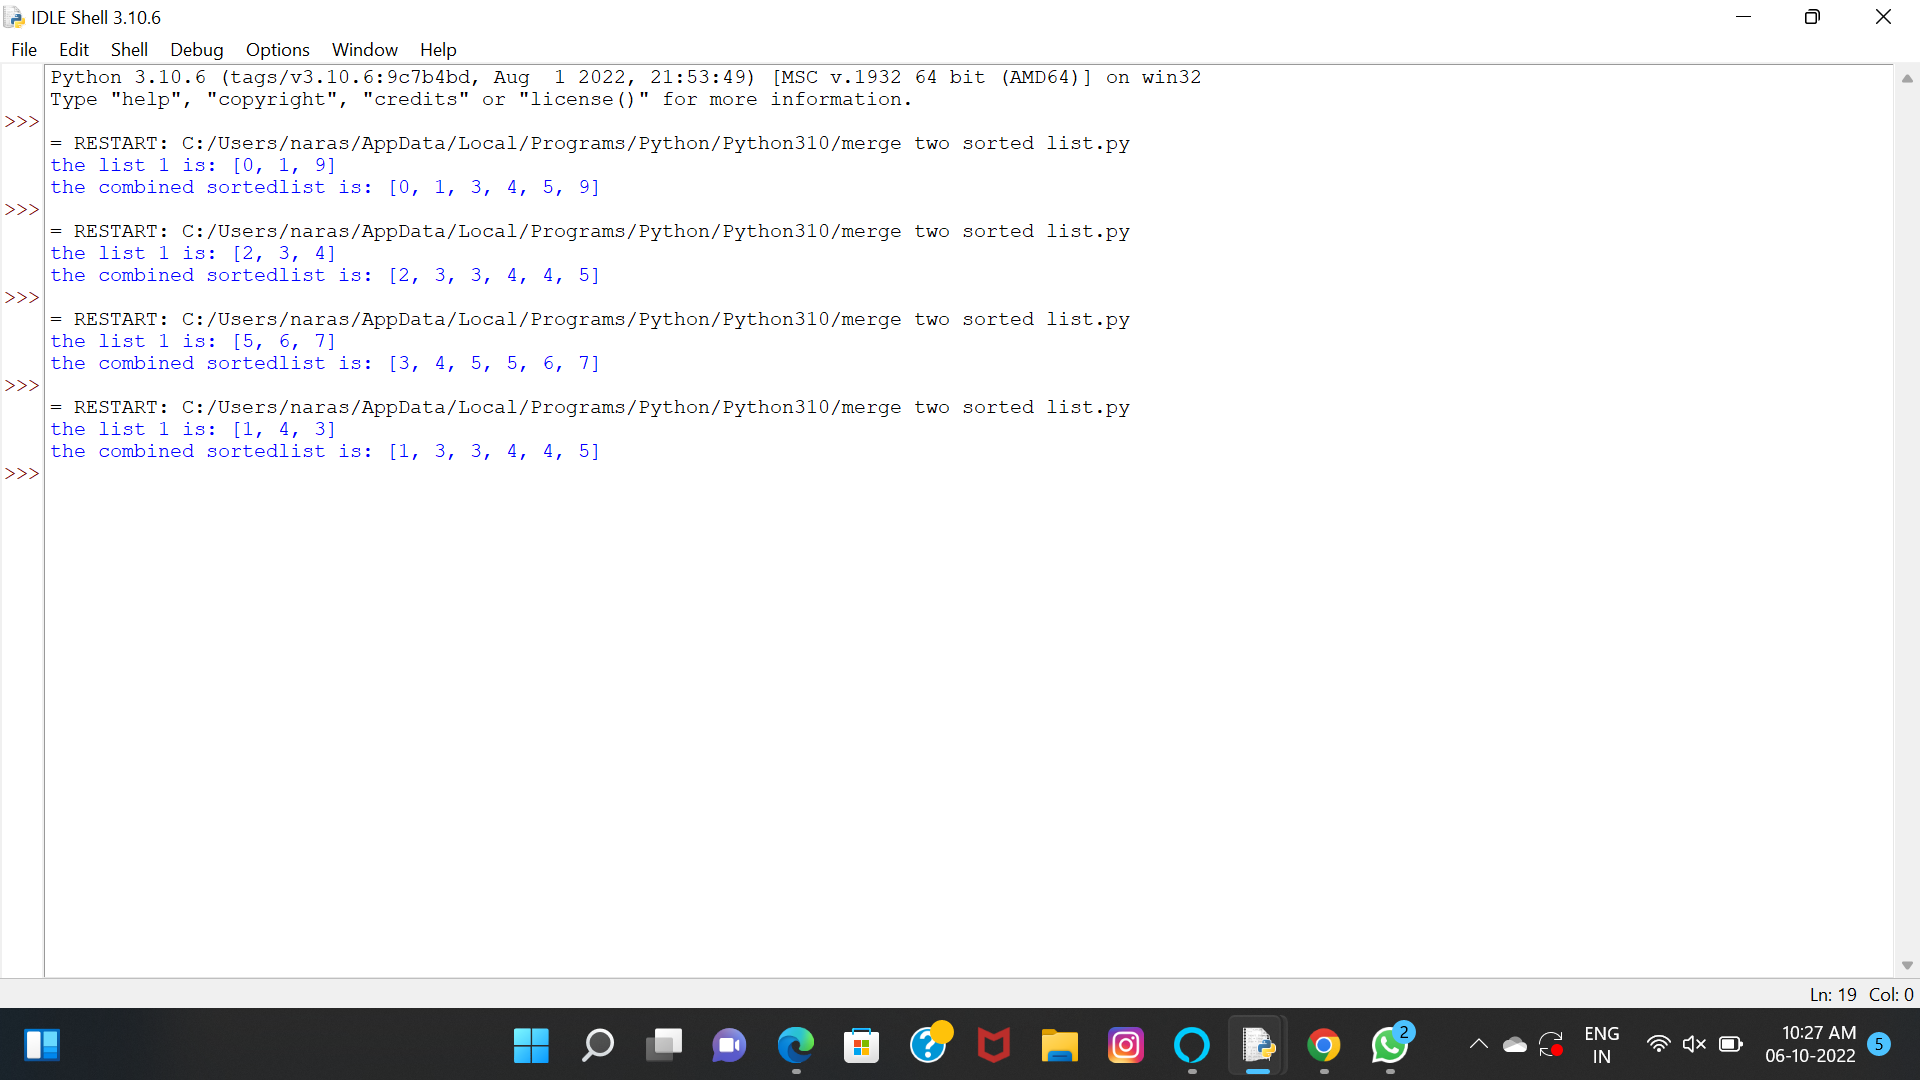 IDLE Shell 3.10.6
File Edit Shell Debug Options Window Help
Python 3.10.6 (tags/v3.10.6:9c7b4bd, Aug  1 2022, 21:53:49) [MSC v.1932 64 bit (AMD64)] on win32
Type "help", "copyright", "credits" or "license()" for more information.
>>>
= RESTART: C:/Users/naras/AppData/Local/Programs/Python/Python310/merge two sorted list.py
the list 1 is: [0, 1, 9]
the combined sortedlist is: [0, 1, 3, 4, 5, 9]
>>>
= RESTART: C:/Users/naras/AppData/Local/Programs/Python/Python310/merge two sorted list.py
the list 1 is: [2, 3, 4]
the combined sortedlist is: [2, 3, 3, 4, 4, 5]
>>>
= RESTART: C:/Users/naras/AppData/Local/Programs/Python/Python310/merge two sorted list.py
the list 1 is: [5, 6, 7]
the combined sortedlist is: [3, 4, 5, 5, 6, 7]
>>>
= RESTART: C:/Users/naras/AppData/Local/Programs/Python/Python310/merge two sorted list.py
the list 1 is: [1, 4, 3]
the combined sortedlist is: [1, 3, 3, 4, 4, 5]
>>>
Ln: 19 Col: 0
2
ENG
IN
10:27 AM
06-10-2022
5